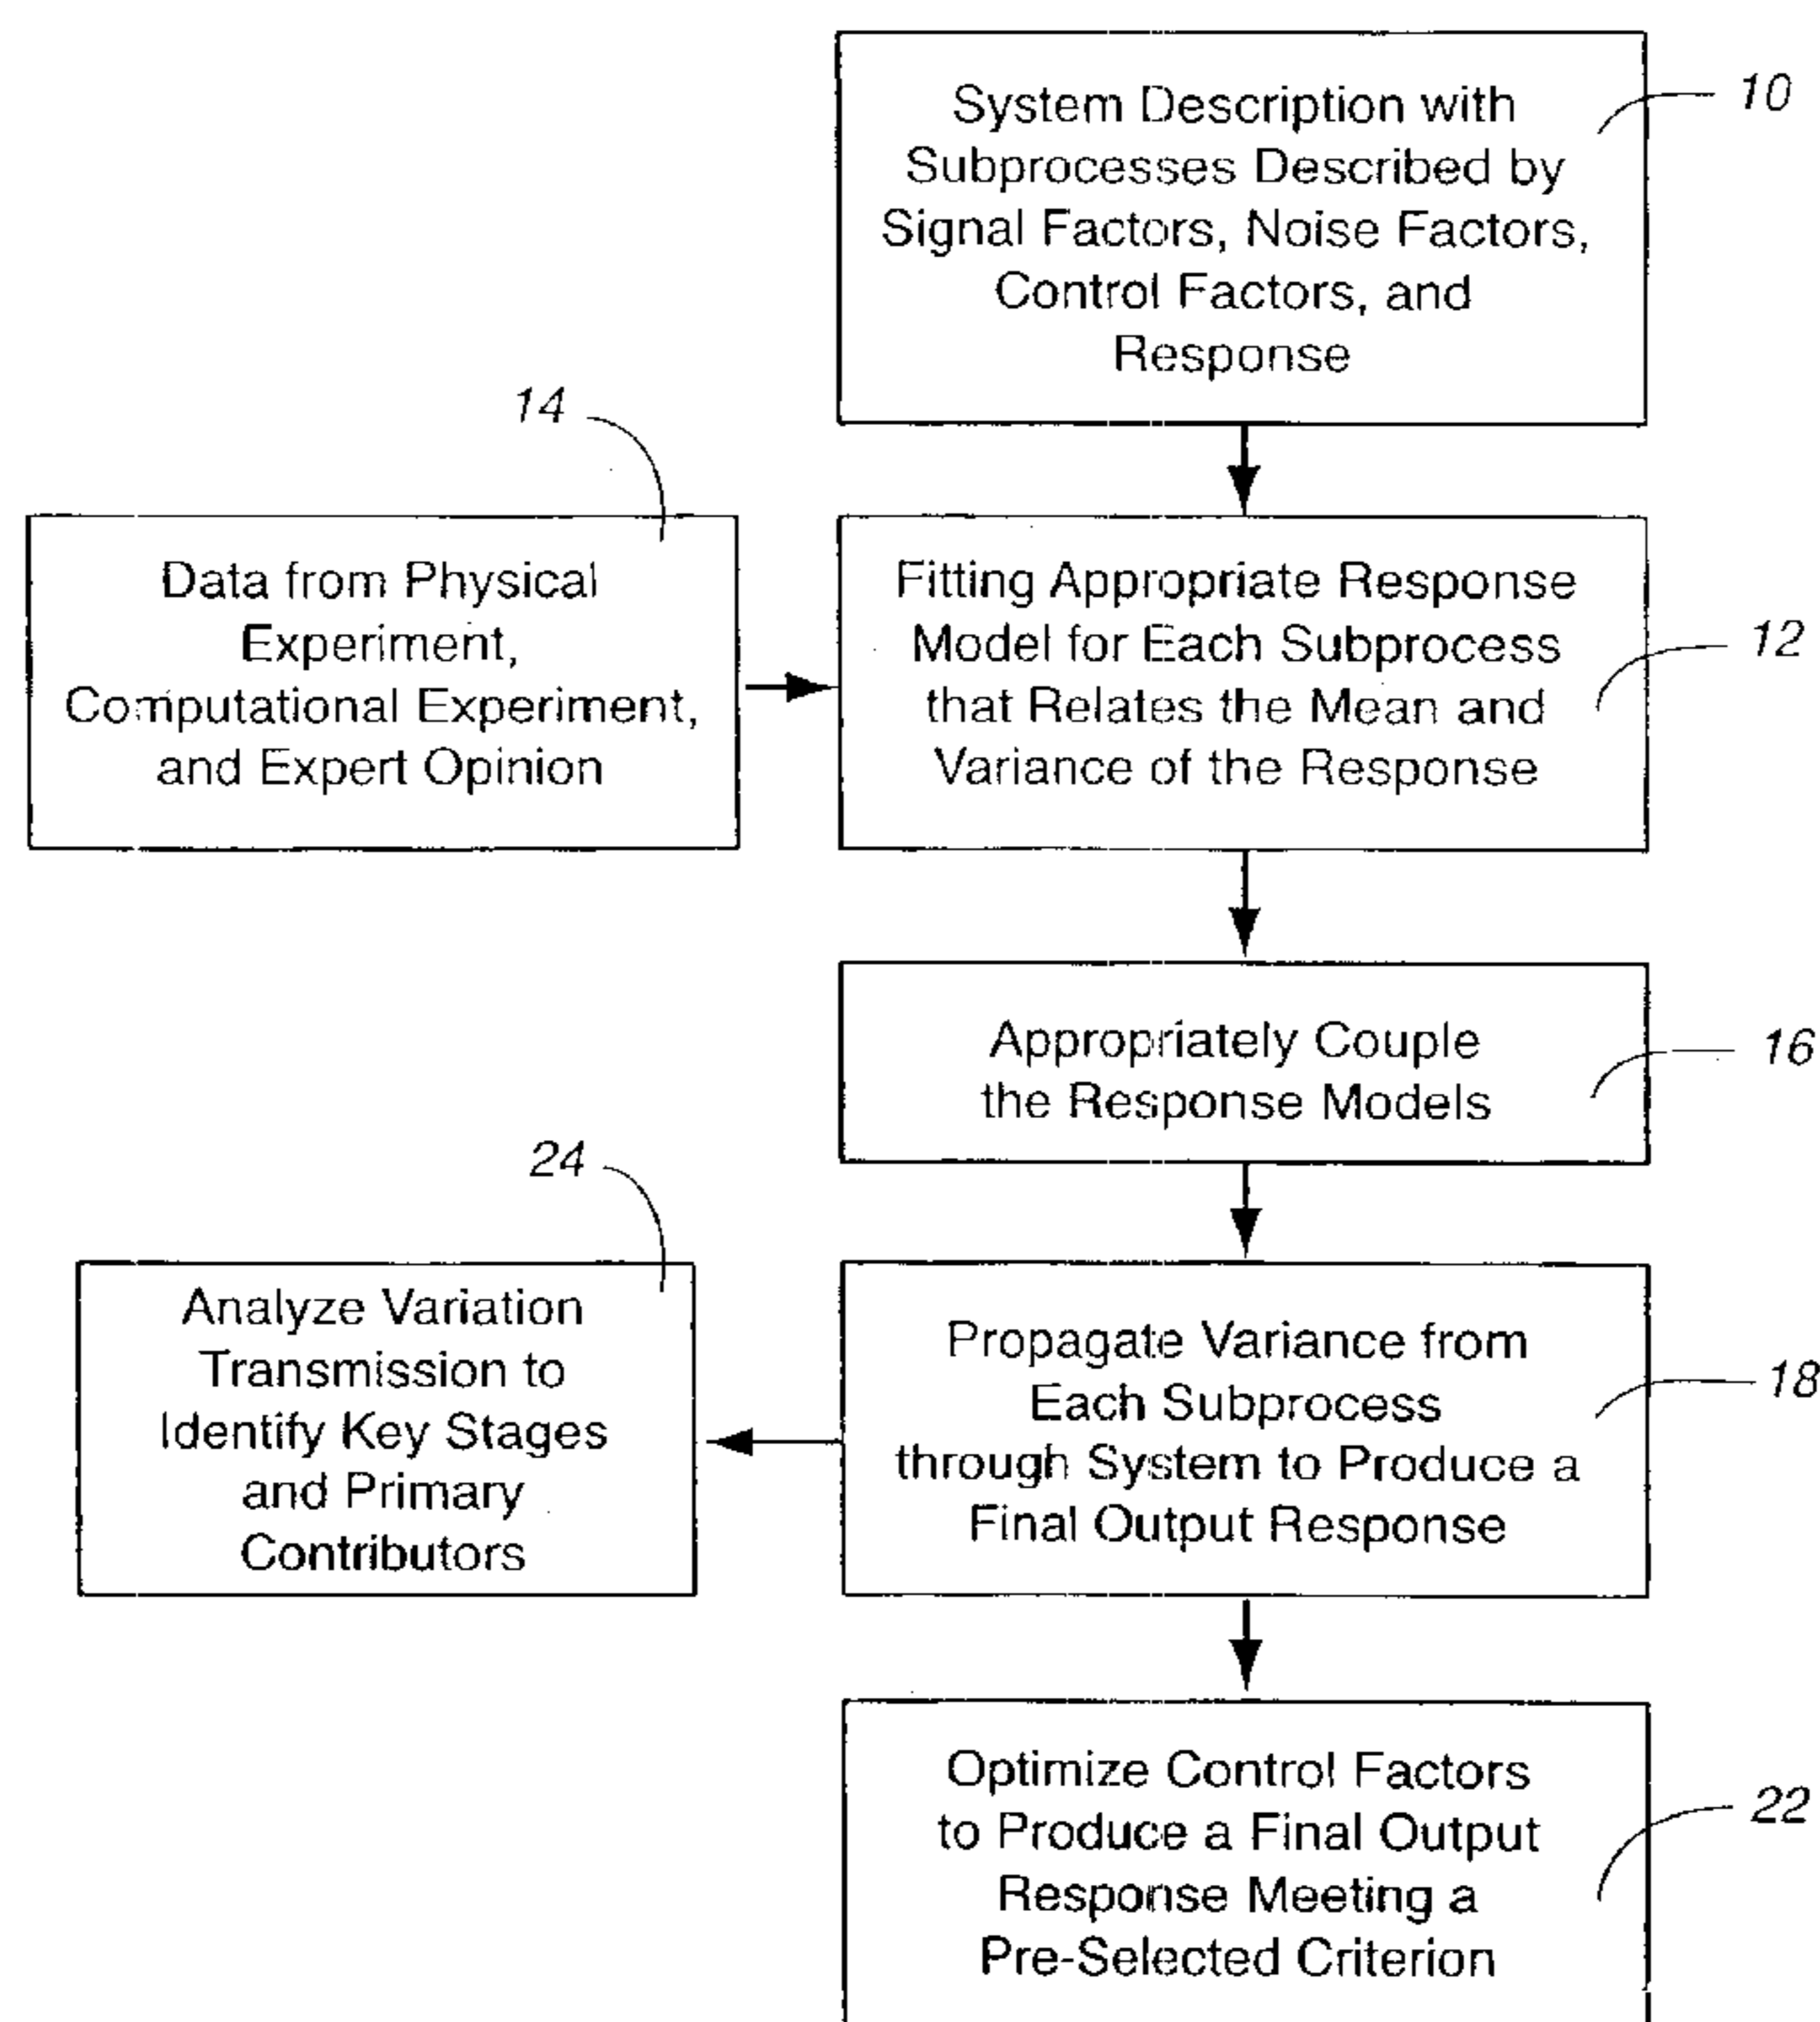 System Description with
Subprocesses Described by
Signal Factors, Noise Factors,
Control Factors, and
Response
10
14
Data from Physical
Experiment,
Computational Experiment,
and Expert Opinion
Fitting Appropriate Response
Model for Each Subprocess
that Relates the Mean and
Variance of the Response
12
Appropriately Couple
the Response Models
16
24
Analyze Variation
Transmission to
Identify Key Stages
and Primary
Contributors
Propagate Variance from
Each Subprocess
through System to Produce a
Final Output Response
18
Optimize Control Factors
to Produce a Final Output
Response Meeting a
Pre-Selected Criterion
22